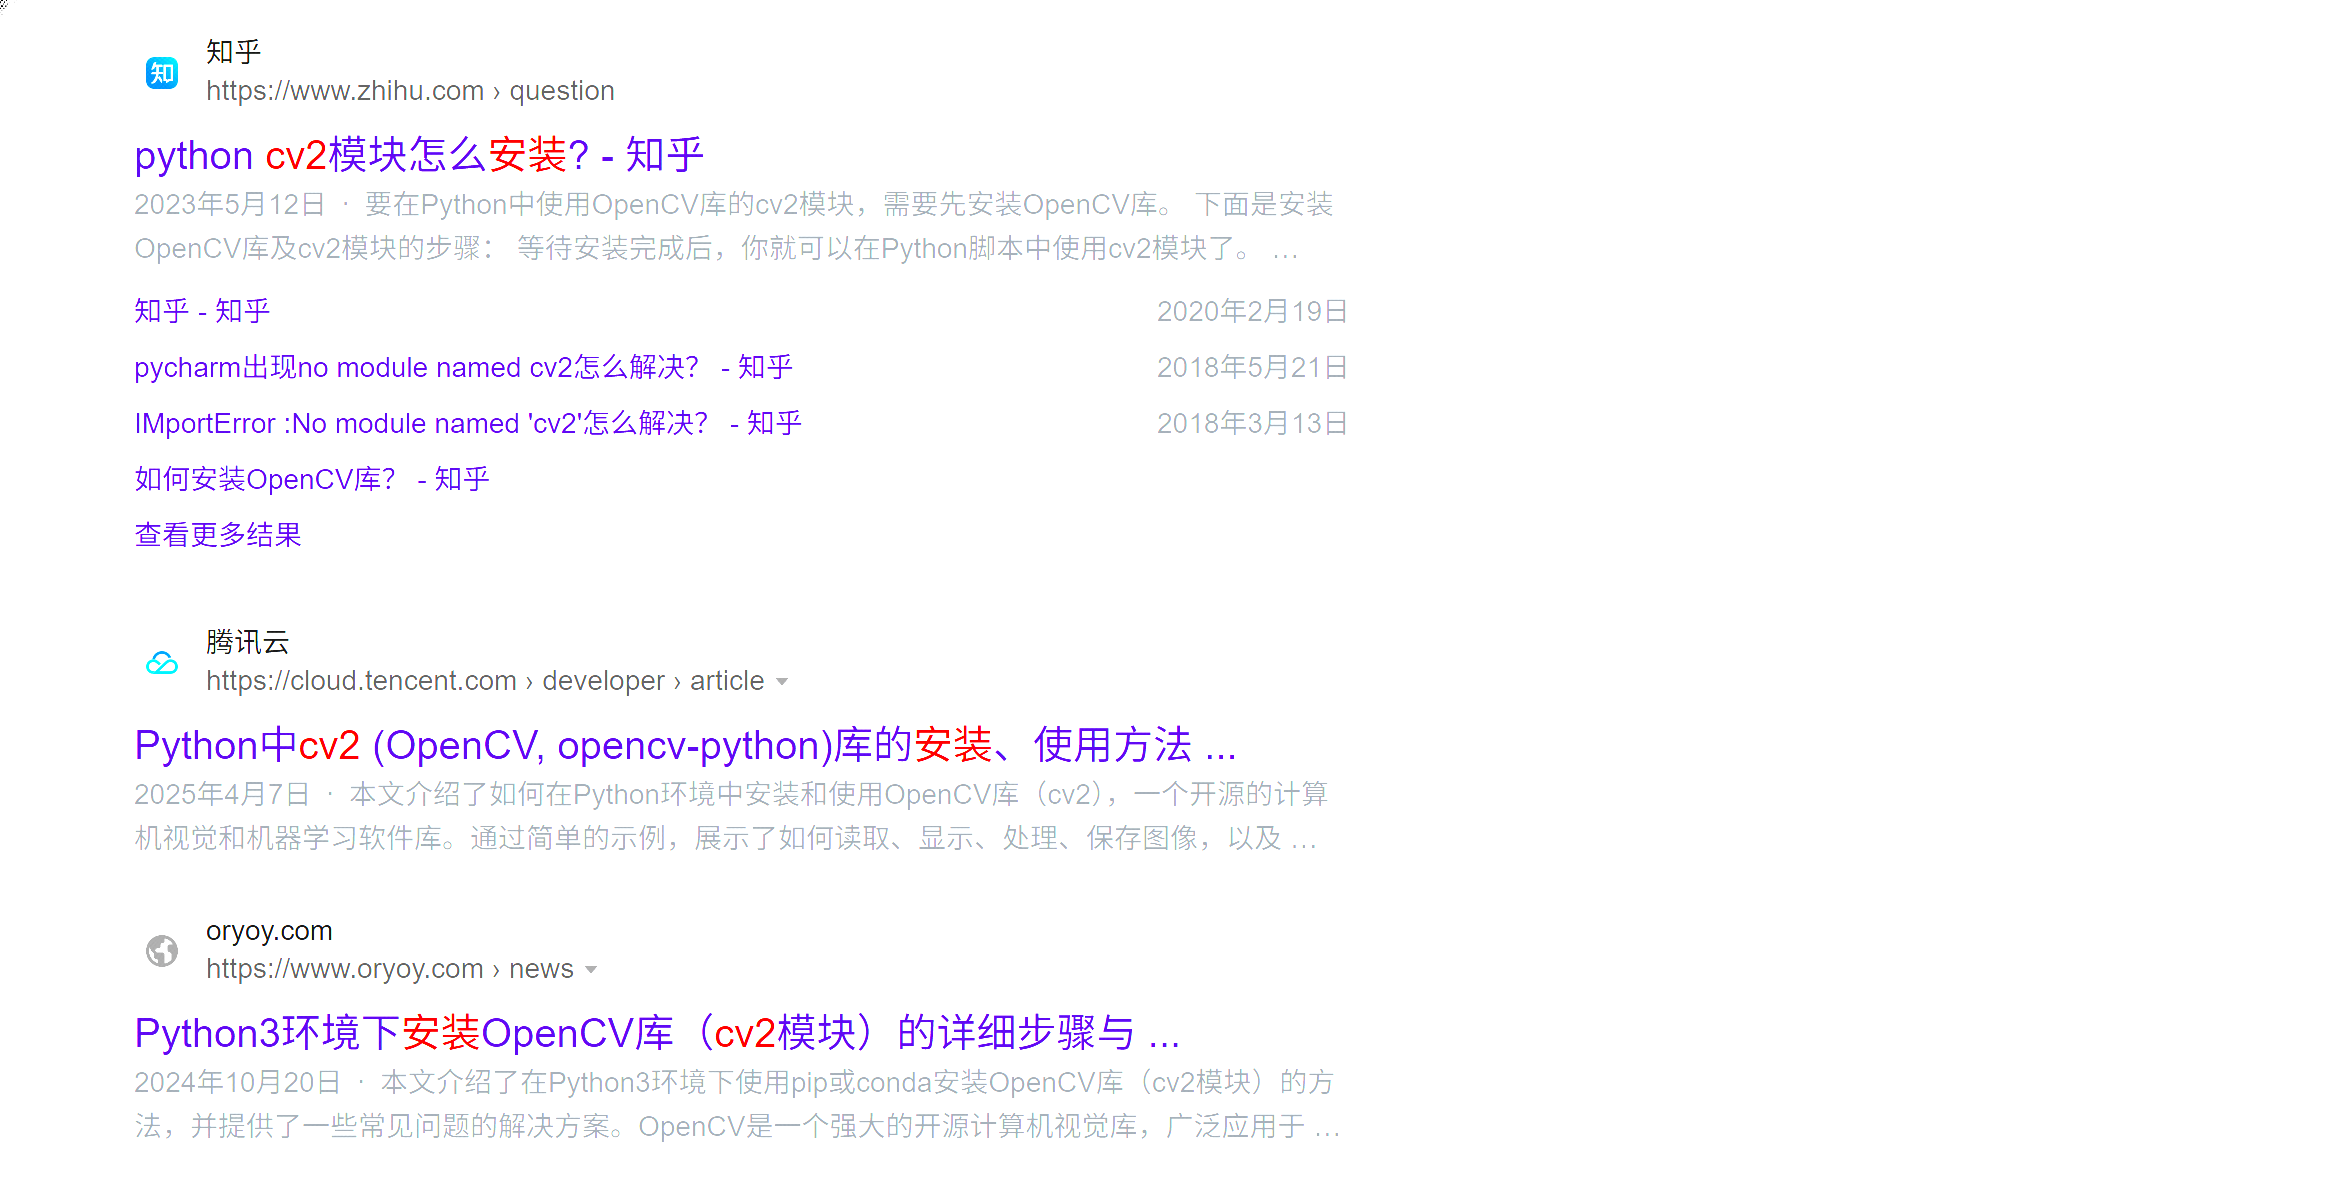 知乎
https://www.zhihu.com › question
python cv2模块怎么安装? - 知乎
2023年5月12日 · 要在Python中使用OpenCV库的cv2模块，需要先安装OpenCV库。 下面是安装
OpenCV库及cv2模块的步骤： 等待安装完成后，你就可以在Python脚本中使用cv2模块了。 …
知乎 - 知乎 2020年2月19日
pycharm出现no module named cv2怎么解决？ - 知乎 2018年5月21日
IMportError :No module named 'cv2'怎么解决？ - 知乎 2018年3月13日
如何安装OpenCV库？ - 知乎
查看更多结果
腾讯云
https://cloud.tencent.com › developer › article
Python中cv2 (OpenCV, opencv-python)库的安装、使用方法 ...
2025年4月7日 · 本文介绍了如何在Python环境中安装和使用OpenCV库（cv2），一个开源的计算
机视觉和机器学习软件库。通过简单的示例，展示了如何读取、显示、处理、保存图像，以及 …
oryoy.com
https://www.oryoy.com › news
Python3环境下安装OpenCV库（cv2模块）的详细步骤与 ...
2024年10月20日 · 本文介绍了在Python3环境下使用pip或conda安装OpenCV库（cv2模块）的方
法，并提供了一些常见问题的解决方案。OpenCV是一个强大的开源计算机视觉库，广泛应用于 …